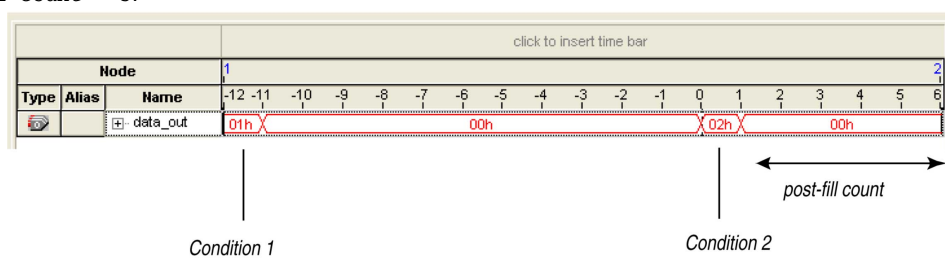 click to insert time bar
Node 1 2
Type Alias Name -12 -11 -10 -9 -8 -7 -6 -5 -4 -3 -2 -1 0 1 2 3 4 5 6
data_out 01h 00h 02h 00h
post-fill count
Condition 1 Condition 2